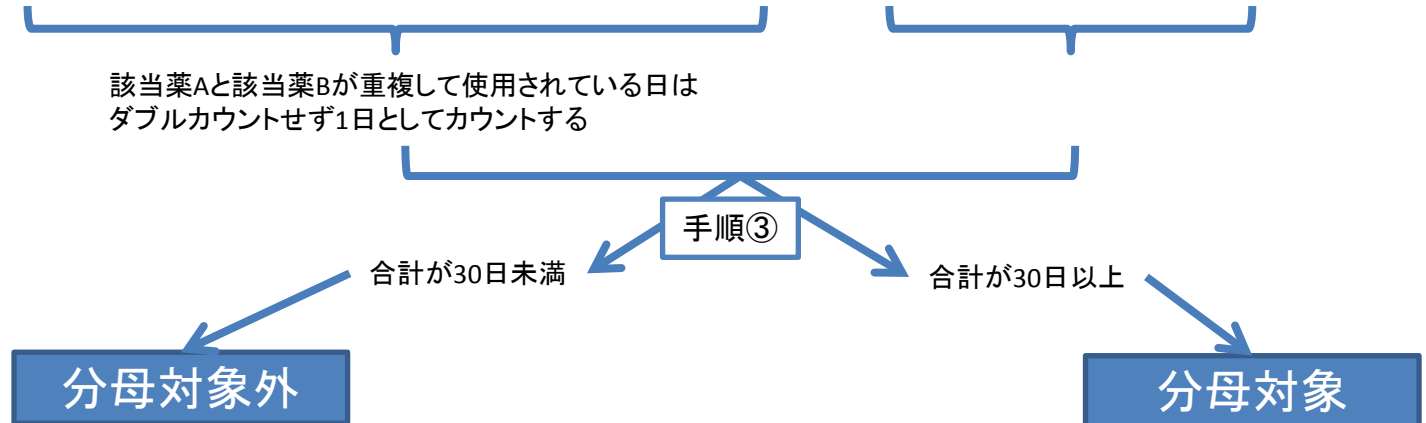 該当薬Aと該当薬Bが重複して使用されている日は
ダブルカウントせず1日としてカウントする
手順③
合計が30日未満
合計が30日以上
分母対象外
分母対象